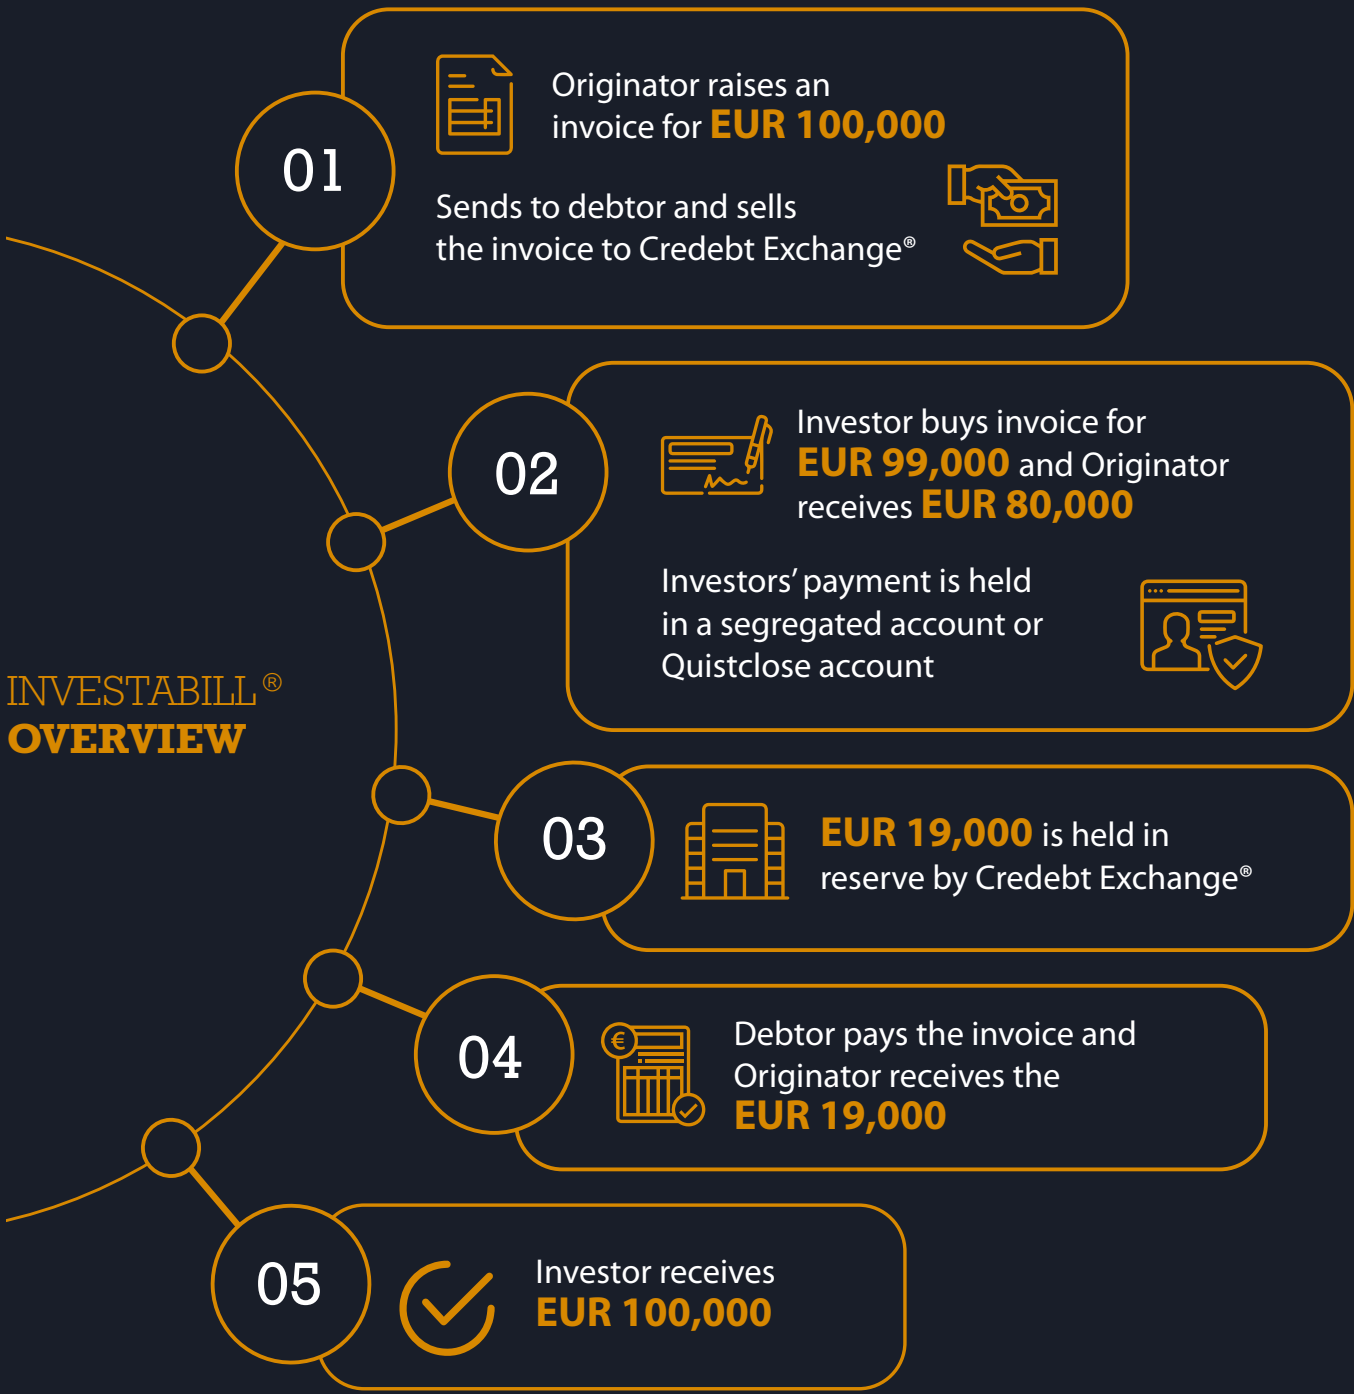 INVESTABILL®
OVERVIEW
01
Originator raises an
invoice for EUR 100,000
Sends to debtor and sells
the invoice to Credebt Exchange®
02
Investor buys invoice for
EUR 99,000 and Originator
receives EUR 80,000
Investors’ payment is held
in a segregated account or
Quistclose account
03
EUR 19,000 is held in
reserve by Credebt Exchange®
04
€
Debtor pays the invoice and
Originator receives the
EUR 19,000
05
Investor receives
EUR 100,000